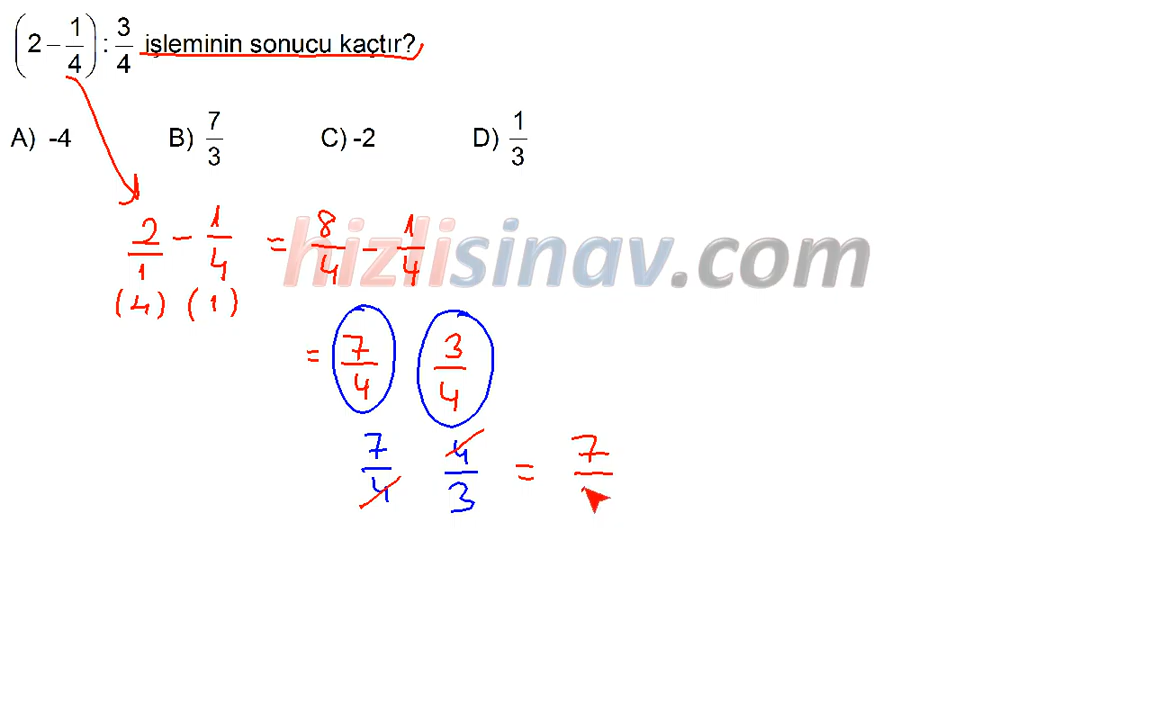 (2 - 1/4) : 3/4 işleminin sonucu kaçtır?
A) -4 B) 7/3 C) -2 D) 1/3
2/1 - 1/4 = 8/4 - 1/4
(4) (1)
hizlisinav.com
= 7/4 3/4
7/4 4/3 = 7/